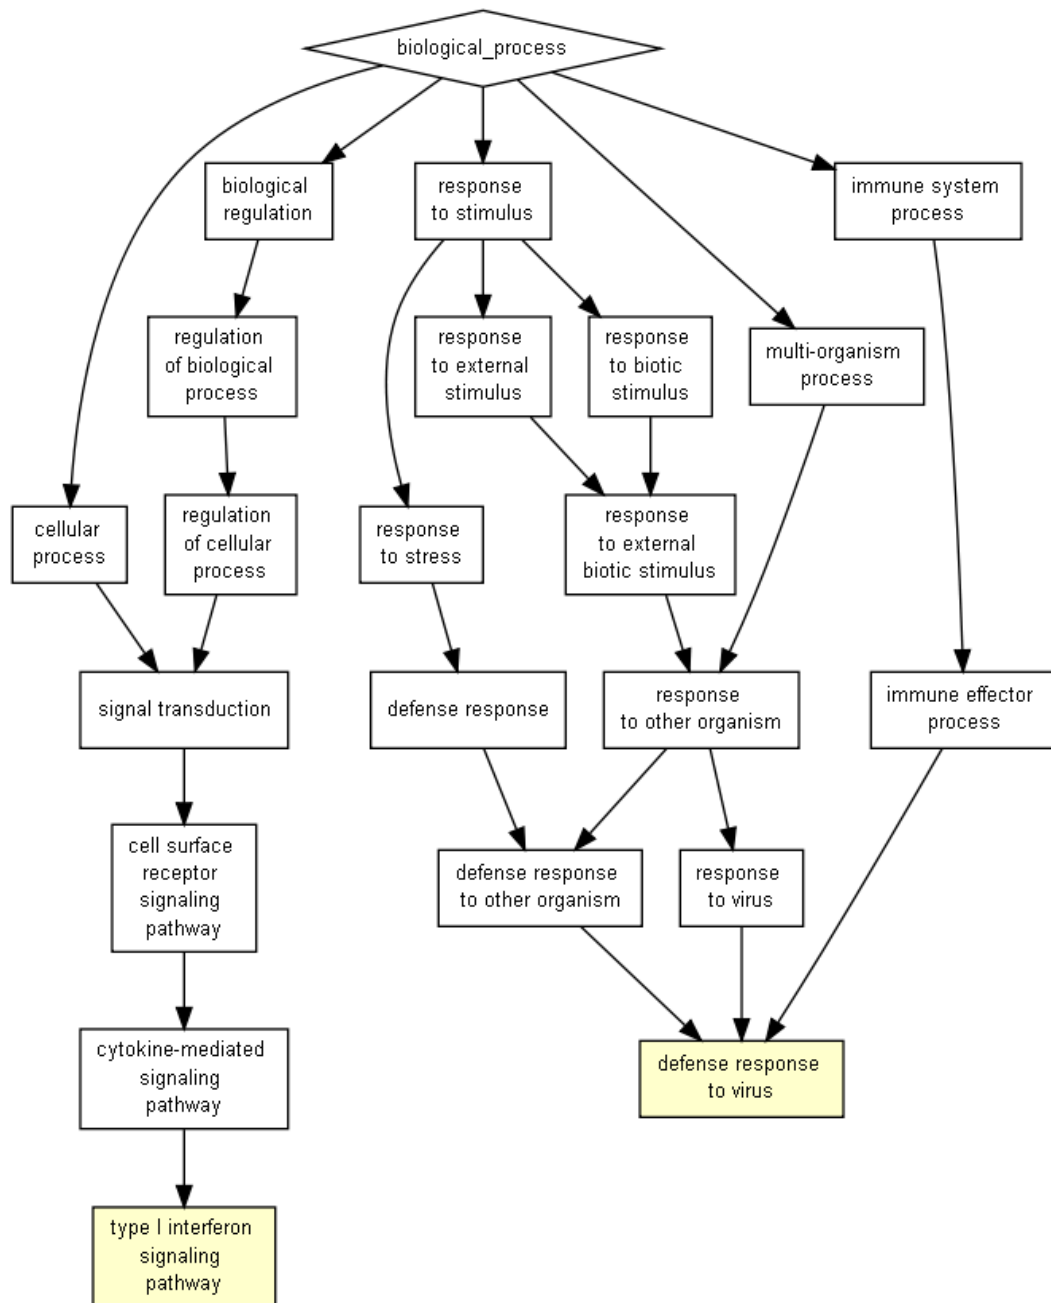 biological_process
biological
regulation
response
to stimulus
immune system
process
regulation
of biological
process
response
to external
stimulus
response
to biotic
stimulus
multi-organism
process
cellular
process
regulation
of cellular
process
response
to stress
response
to external
biotic stimulus
signal transduction
defense response
response
to other organism
immune effector
process
cell surface
receptor
signaling
pathway
defense response
to other organism
response
to virus
cytokine-mediated
signaling
pathway
defense response
to virus
type I interferon
signaling
pathway